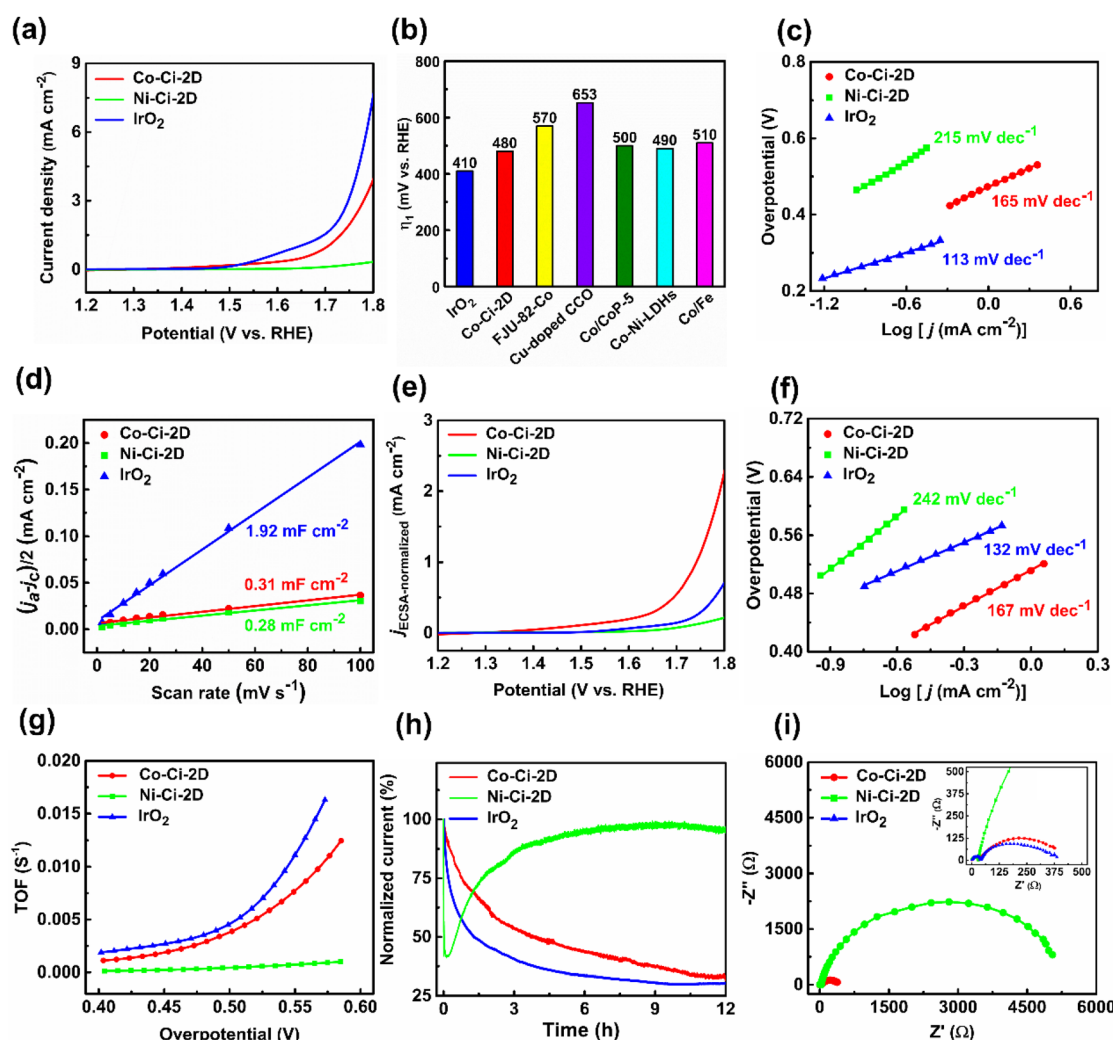 (a)
Co-Ci-2D
Ni-Ci-2D
IrO2
Current density (mA cm-2)
9
6
3
0
1.2 1.3 1.4 1.5 1.6 1.7 1.8
Potential (V vs. RHE)
(b)
η1 (mV vs. RHE)
800
600
400
200
0
410
480
570
653
500
490
510
IrO2
Co-Ci-2D
FJU-82-Co
Cu-doped CCO
Co/CoP-5
Co-Ni-LDHs
Co/Fe
(c)
Co-Ci-2D
Ni-Ci-2D
IrO2
215 mV dec-1
165 mV dec-1
113 mV dec-1
Overpotential (V)
0.8
0.6
0.4
0.2
-1.2 -0.6 0.0 0.6
Log [ j (mA cm-2)]
(d)
Co-Ci-2D
Ni-Ci-2D
IrO2
1.92 mF cm-2
0.31 mF cm-2
0.28 mF cm-2
(ja-jc)/2 (mA cm-2)
0.20
0.15
0.10
0.05
0.00
0 20 40 60 80 100
Scan rate (mV s-1)
(e)
Co-Ci-2D
Ni-Ci-2D
IrO2
jECSA-normalized (mA cm-2)
3
2
1
0
1.2 1.3 1.4 1.5 1.6 1.7 1.8
Potential (V vs. RHE)
(f)
Co-Ci-2D
Ni-Ci-2D
IrO2
242 mV dec-1
132 mV dec-1
167 mV dec-1
Overpotential (V)
0.72
0.64
0.56
0.48
0.40
-0.9 -0.6 -0.3 0.0 0.3
Log [ j (mA cm-2)]
(g)
Co-Ci-2D
Ni-Ci-2D
IrO2
TOF (S-1)
0.020
0.015
0.010
0.005
0.000
0.40 0.45 0.50 0.55 0.60
Overpotential (V)
(h)
Co-Ci-2D
Ni-Ci-2D
IrO2
Normalized current (%)
100
75
50
25
0 3 6 9 12
Time (h)
(i)
Co-Ci-2D
Ni-Ci-2D
IrO2
-Z'' (Ω)
6000
4500
3000
1500
0
0 1500 3000 4500 6000
Z' (Ω)
-Z'' (Ω)
500
375
250
125
0
0 125 250 375 500
Z' (Ω)